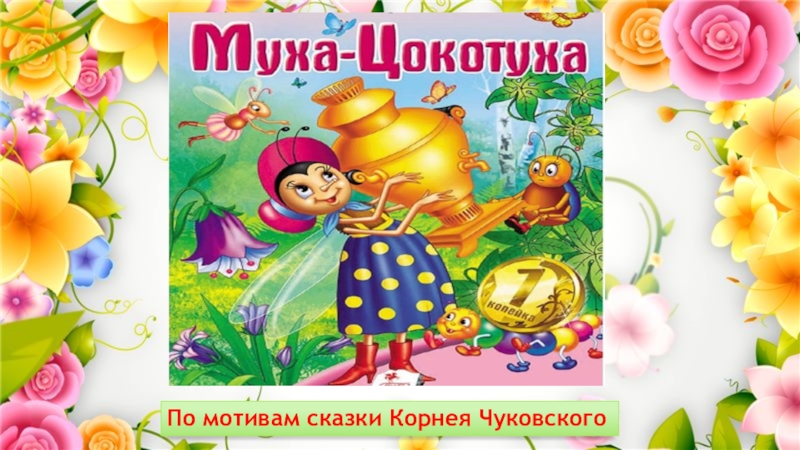 Муха-Цокотуха
1
копейка
По мотивам сказки Корнея Чуковского